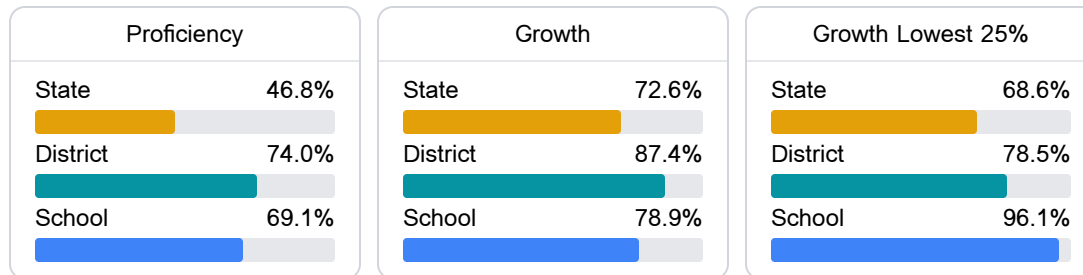 Proficiency
State 46.8%
District 74.0%
School 69.1%
Growth
State 72.6%
District 87.4%
School 78.9%
Growth Lowest 25%
State 68.6%
District 78.5%
School 96.1%